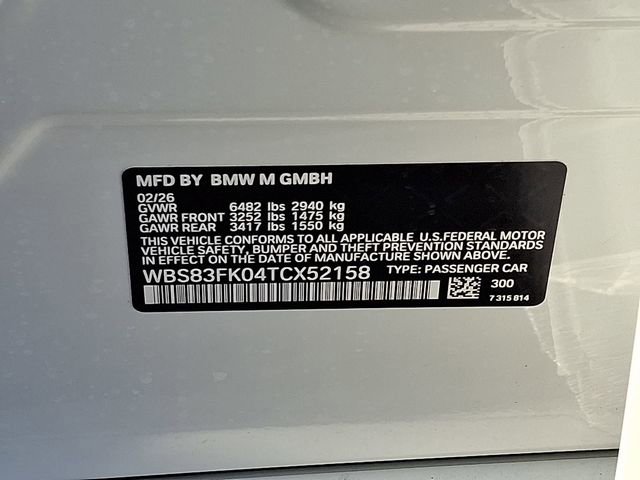 MFD BY BMW M GMBH
02/26
GVWR 6482 lbs 2940 kg
GAWR FRONT 3252 lbs 1475 kg
GAWR REAR 3417 lbs 1550 kg
THIS VEHICLE CONFORMS TO ALL APPLICABLE U.S.FEDERAL MOTOR
VEHICLE SAFETY, BUMPER AND THEFT PREVENTION STANDARDS
IN EFFECT ON THE DATE OF MANUFACTURE SHOWN ABOVE.
WBS83FK04TCX52158 TYPE: PASSENGER CAR
300
7 315 814